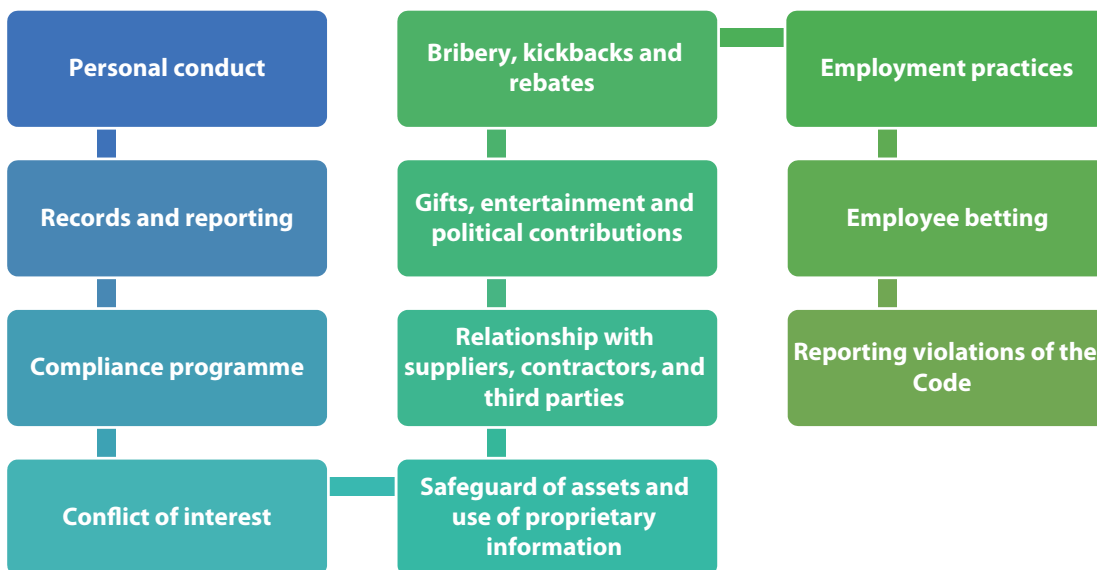 Personal conduct
Records and reporting
Compliance programme
Conflict of interest
Safeguard of assets and
use of proprietary
information
Relationship with
suppliers, contractors, and
third parties
Gifts, entertainment and
political contributions
Bribery, kickbacks and
rebates
Employment practices
Employee betting
Reporting violations of the
Code